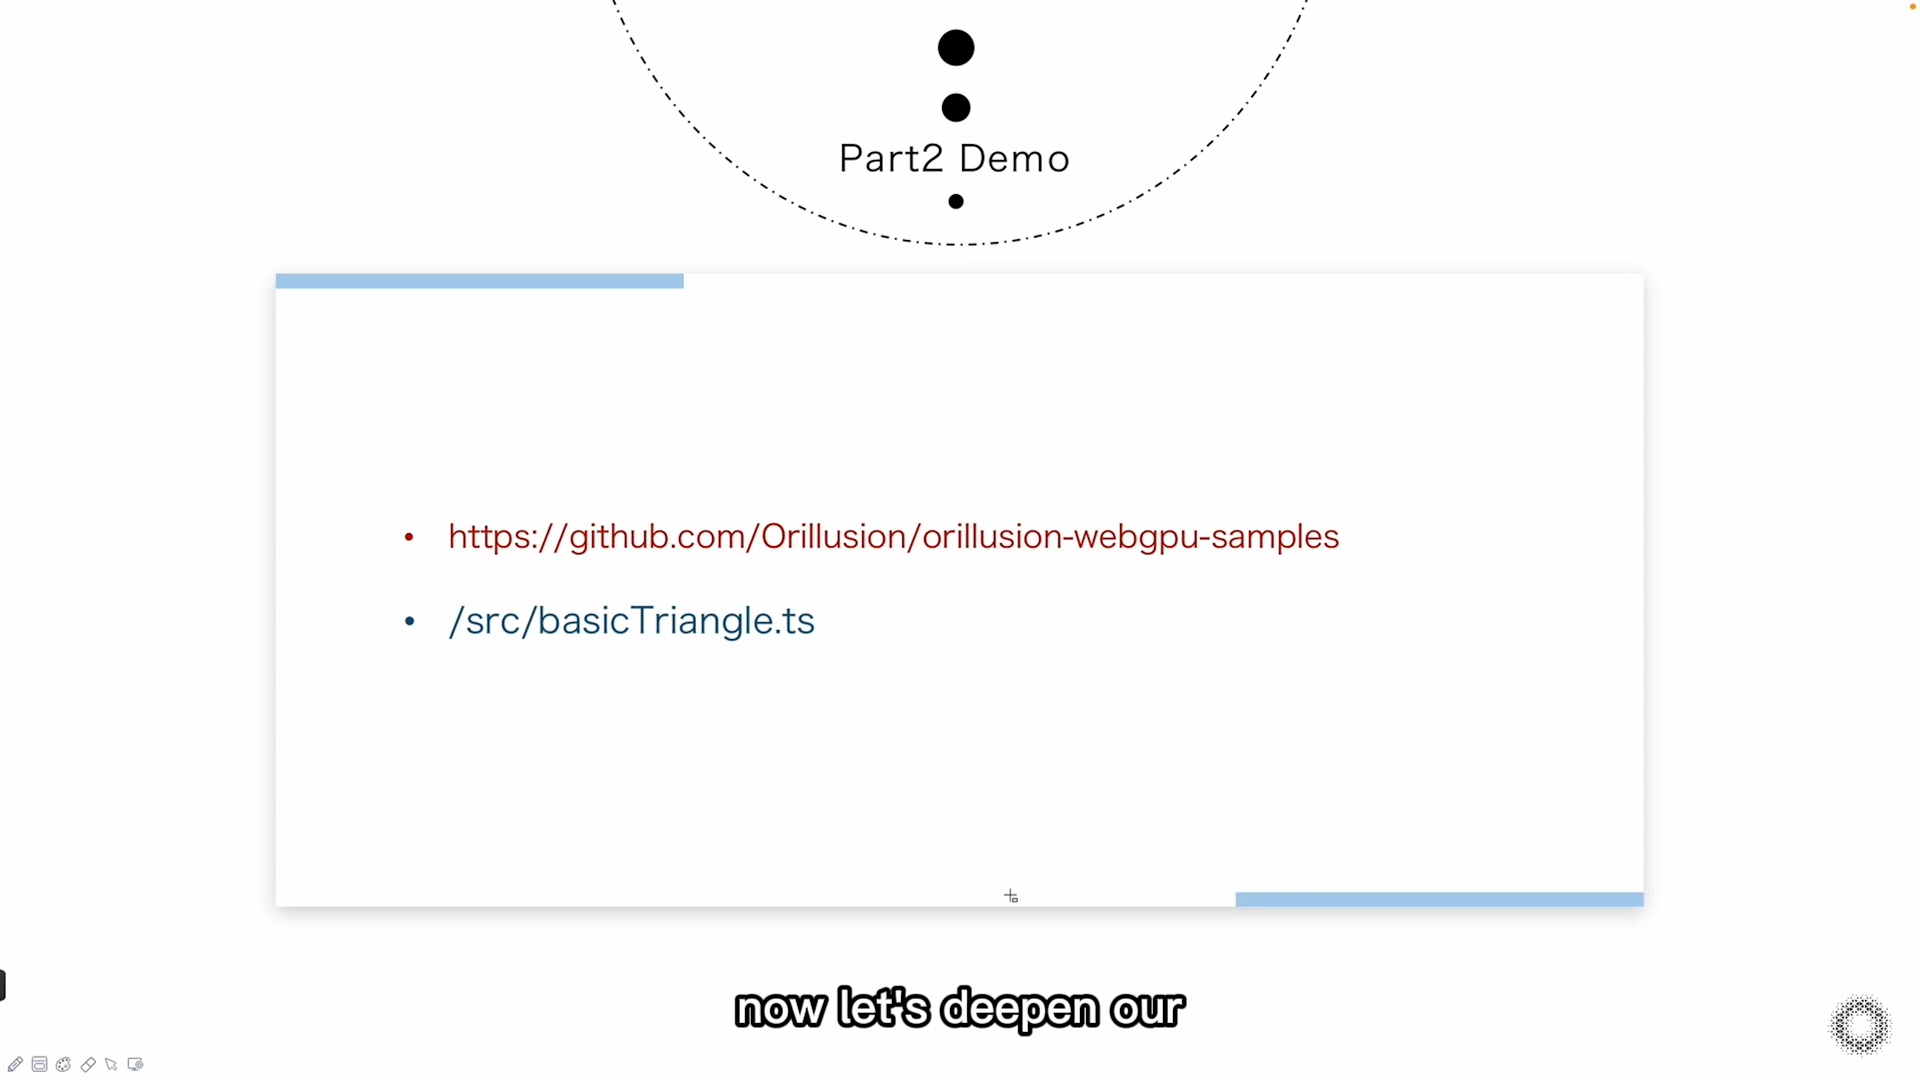 Part2 Demo
• https://github.com/Orillusion/orillusion-webgpu-samples
• /src/basicTriangle.ts
now let's deepen our